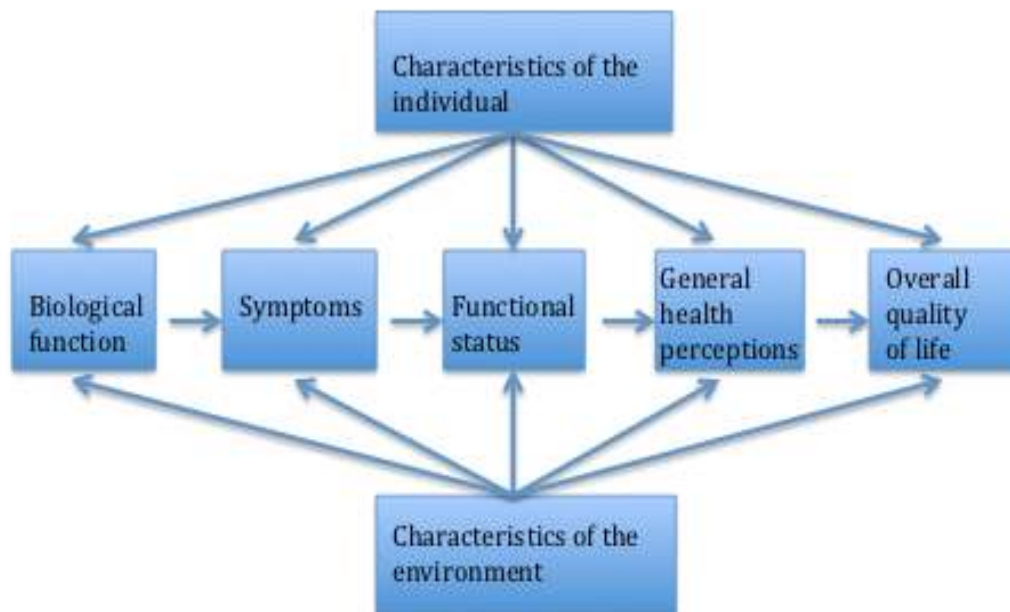 Characteristics of the
individual
Biological
function
Symptoms
Functional
status
General
health
perceptions
Overall
quality
of life
Characteristics of the
environment